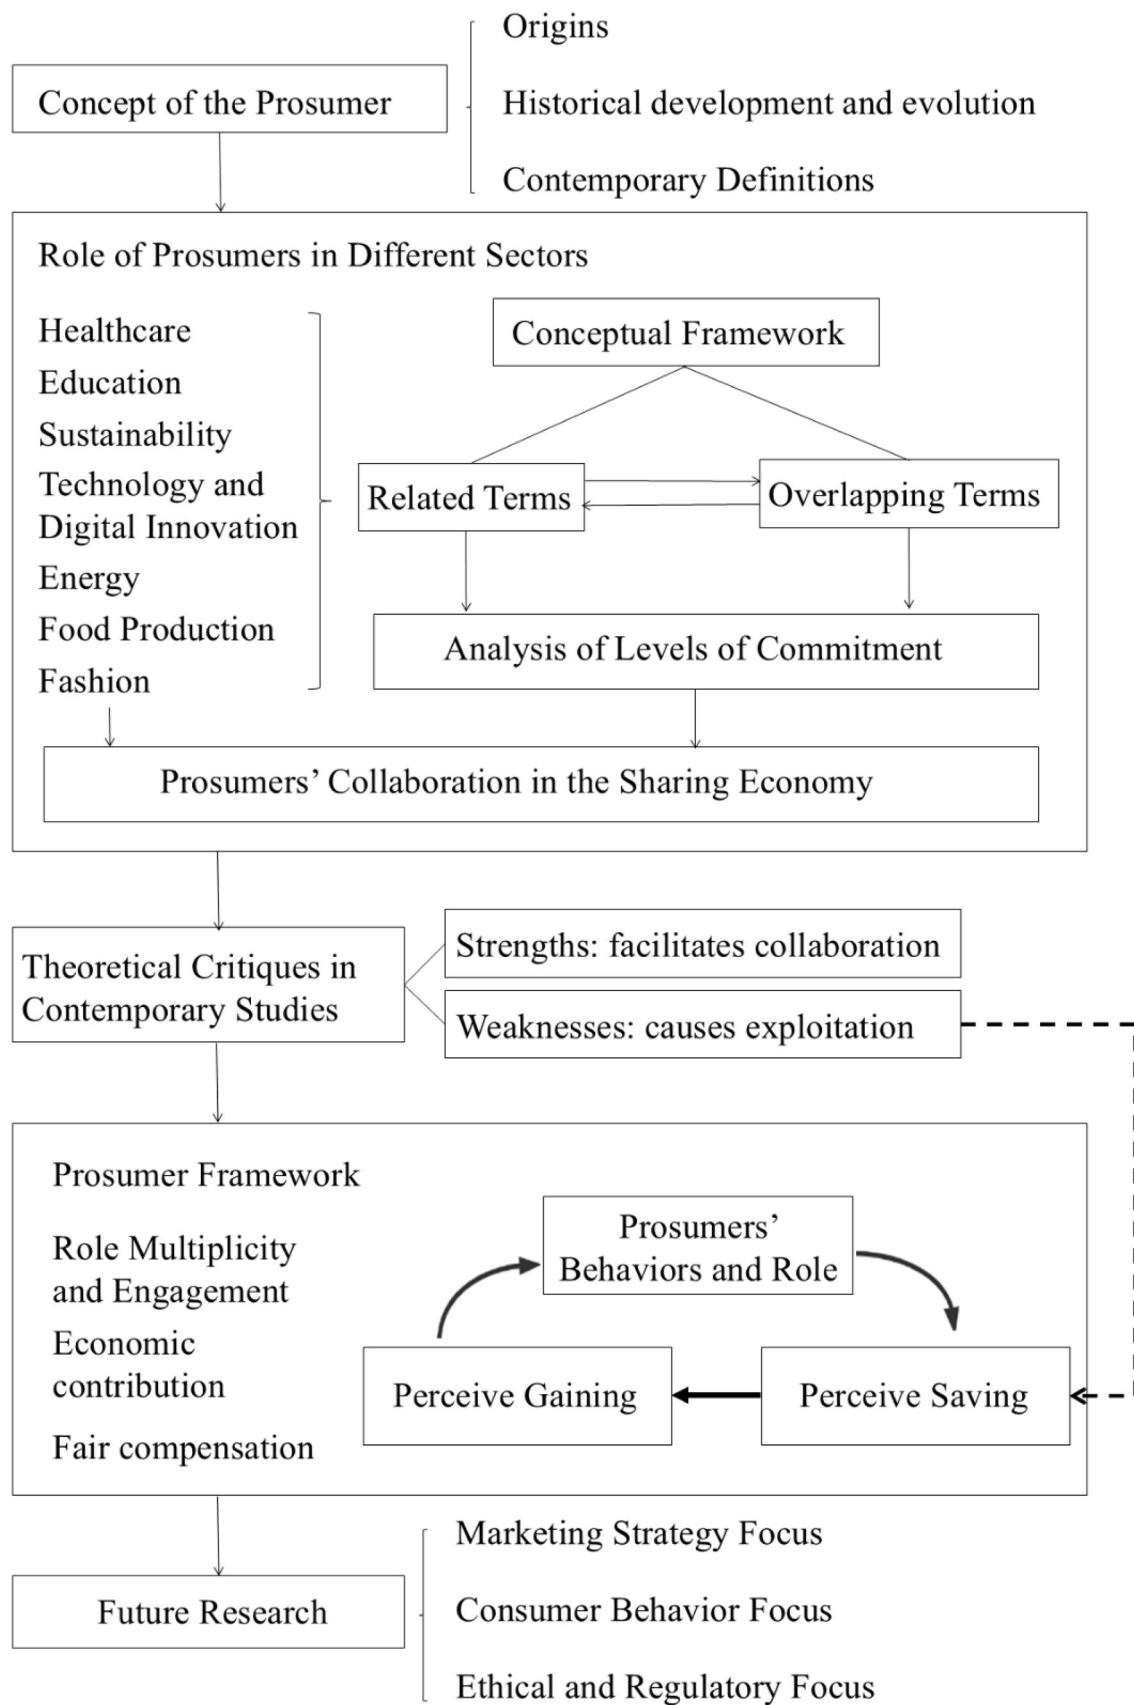 Origins
Concept of the Prosumer
Historical development and evolution
Contemporary Definitions
Role of Prosumers in Different Sectors
Healthcare
Education
Sustainability
Technology and
Digital Innovation
Energy
Food Production
Fashion
Conceptual Framework
Related Terms
Overlapping Terms
Analysis of Levels of Commitment
Prosumers’ Collaboration in the Sharing Economy
Theoretical Critiques in
Contemporary Studies
Strengths: facilitates collaboration
Weaknesses: causes exploitation
Prosumer Framework
Role Multiplicity
and Engagement
Economic
contribution
Fair compensation
Prosumers’
Behaviors and Role
Perceive Gaining
Perceive Saving
Future Research
Marketing Strategy Focus
Consumer Behavior Focus
Ethical and Regulatory Focus